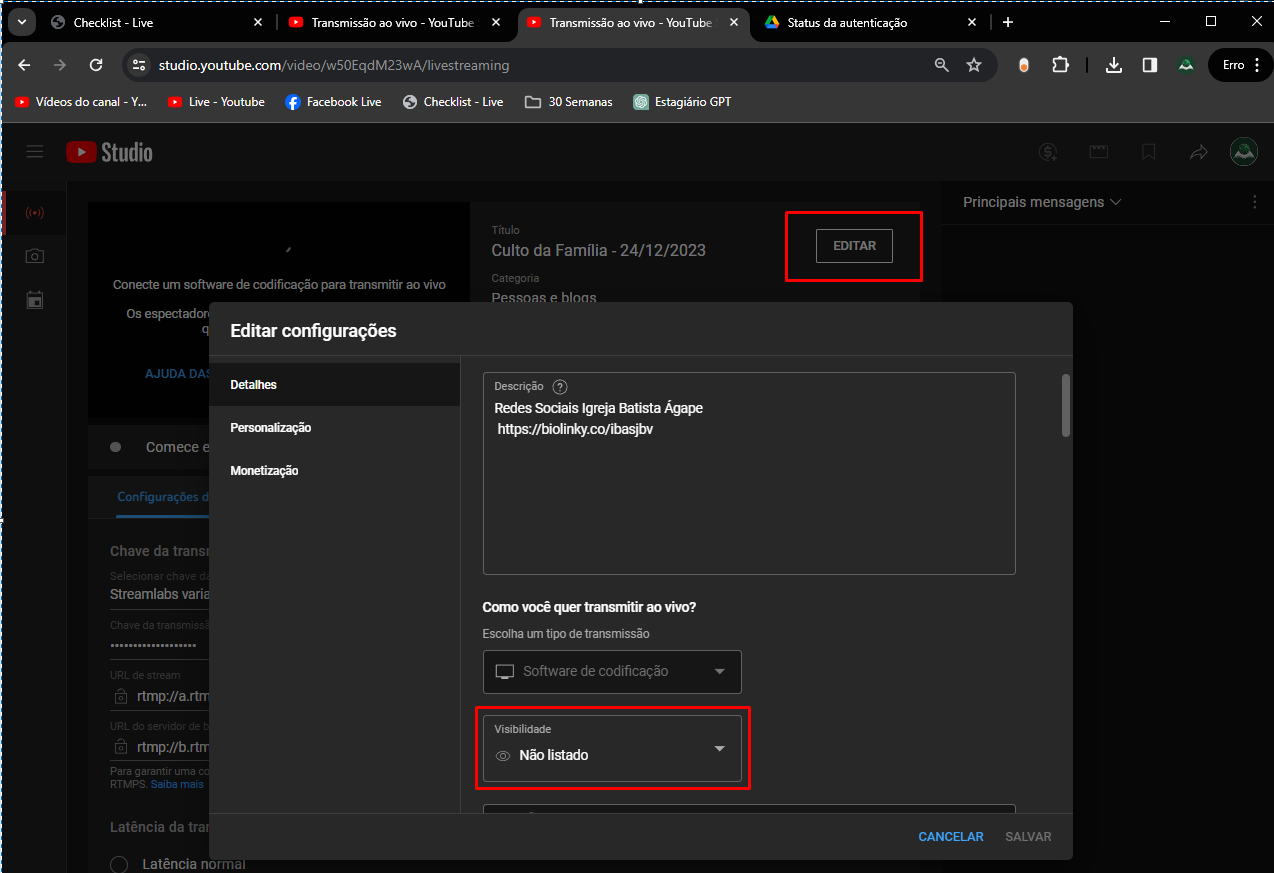 Checklist - Live
Transmissão ao vivo - YouTube
Transmissão ao vivo - YouTube
Status da autenticação
studio.youtube.com/video/w50EqdM23wA/livestreaming
Erro
Vídeos do canal - Y...
Live - Youtube
Facebook Live
Checklist - Live
30 Semanas
Estagiário GPT
Studio
Principais mensagens
Conecte um software de codificação para transmitir ao vivo
Os espectadore
q
AJUDA DAS
Título
Culto da Família - 24/12/2023
Categoria
Pessoas e blogs
EDITAR
Comece e
Configurações d
Chave da transm
Selecionar chave da
Streamlabs varia
Chave da transmissã
•••••••••••••••••••
URL de stream
rtmp://a.rtm
URL do servidor de b
rtmp://b.rtm
Para garantir uma co
RTMPS. Saiba mais
Latência da tran
Latência normal
Editar configurações
Detalhes
Personalização
Monetização
Descrição ?
Redes Sociais Igreja Batista Ágape
https://biolinky.co/ibasjbv
Como você quer transmitir ao vivo?
Escolha um tipo de transmissão
Software de codificação
Visibilidade
Não listado
CANCELAR
SALVAR